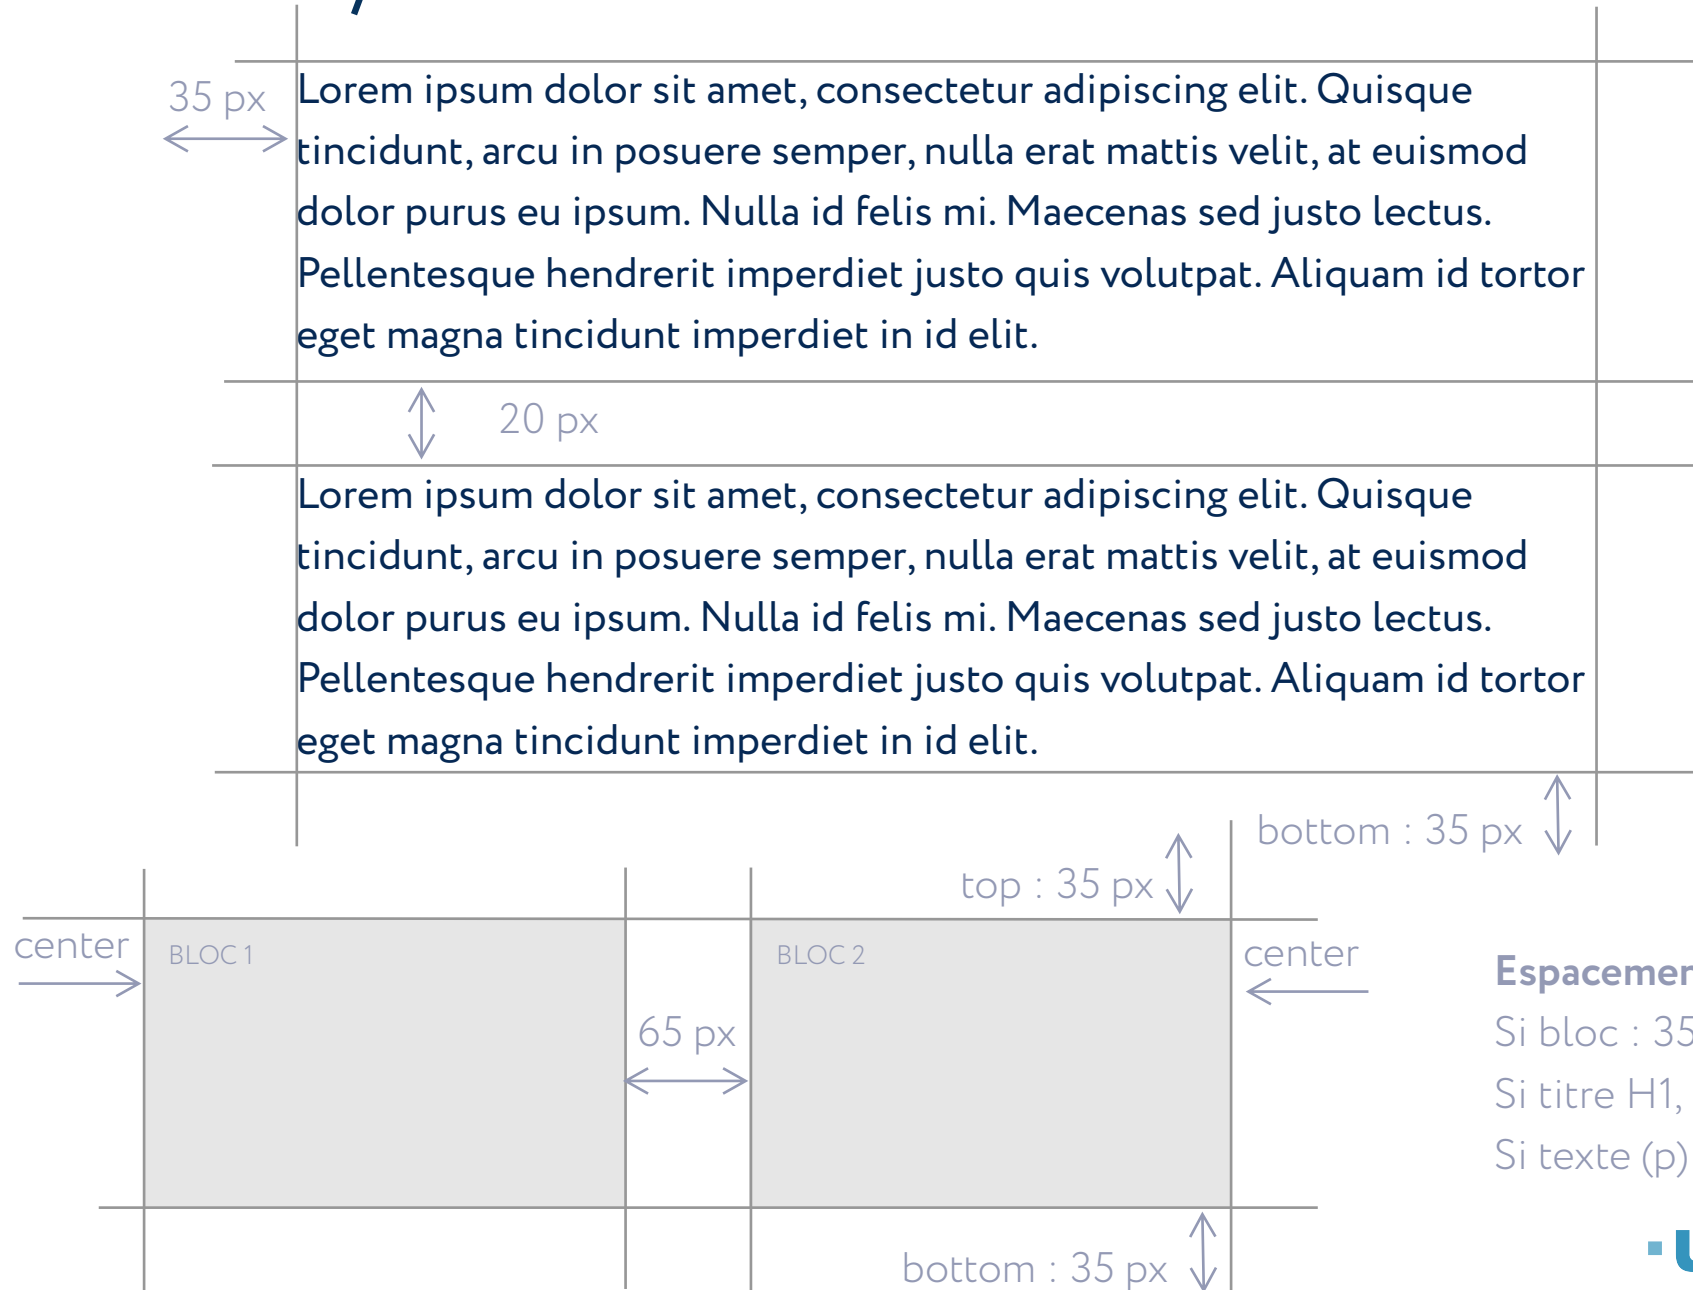 35 px
Lorem ipsum dolor sit amet, consectetur adipiscing elit. Quisque
tincidunt, arcu in posuere semper, nulla erat mattis velit, at euismod
dolor purus eu ipsum. Nulla id felis mi. Maecenas sed justo lectus.
Pellentesque hendrerit imperdiet justo quis volutpat. Aliquam id tortor
eget magna tincidunt imperdiet in id elit.
20 px
Lorem ipsum dolor sit amet, consectetur adipiscing elit. Quisque
tincidunt, arcu in posuere semper, nulla erat mattis velit, at euismod
dolor purus eu ipsum. Nulla id felis mi. Maecenas sed justo lectus.
Pellentesque hendrerit imperdiet justo quis volutpat. Aliquam id tortor
eget magna tincidunt imperdiet in id elit.
bottom : 35 px
top : 35 px
center
BLOC 1
BLOC 2
center
65 px
Si bloc : 35
Si titre H1,
Si texte (p)
bottom : 35 px